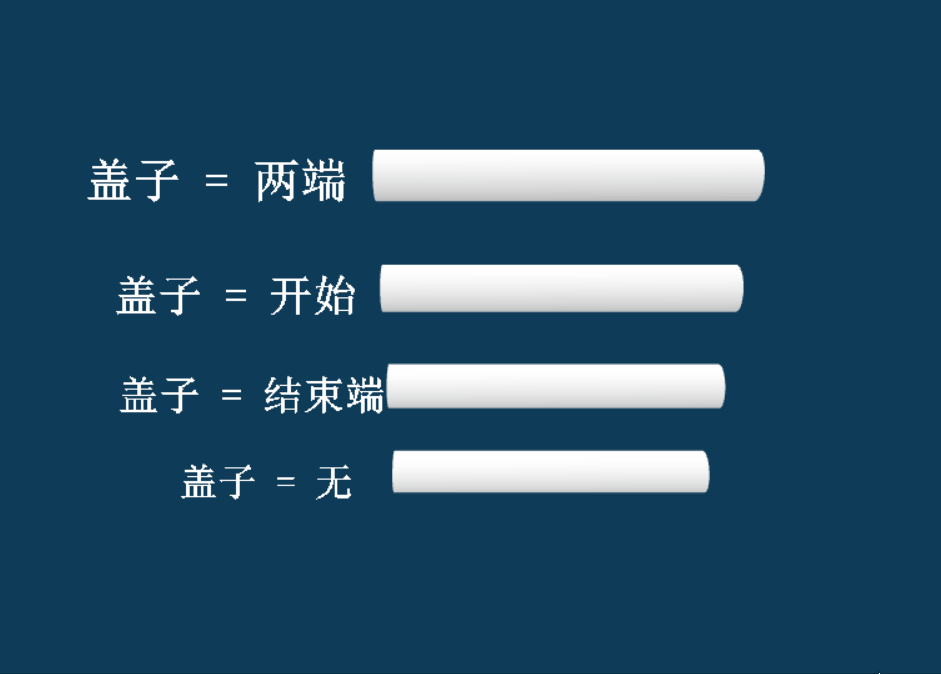 盖子 = 两端
盖子 = 开始
盖子 = 结束端
盖子 = 无